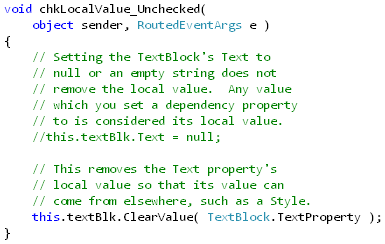 void chkLocalValue_Unchecked(
    object sender, RoutedEventArgs e )
{
    // Setting the TextBlock's Text to
    // null or an empty string does not
    // remove the local value.  Any value
    // which you set a dependency property
    // to is considered its local value.
    //this.textBlk.Text = null;

    // This removes the Text property's
    // local value so that its value can
    // come from elsewhere, such as a Style.
    this.textBlk.ClearValue( TextBlock.TextProperty );
}